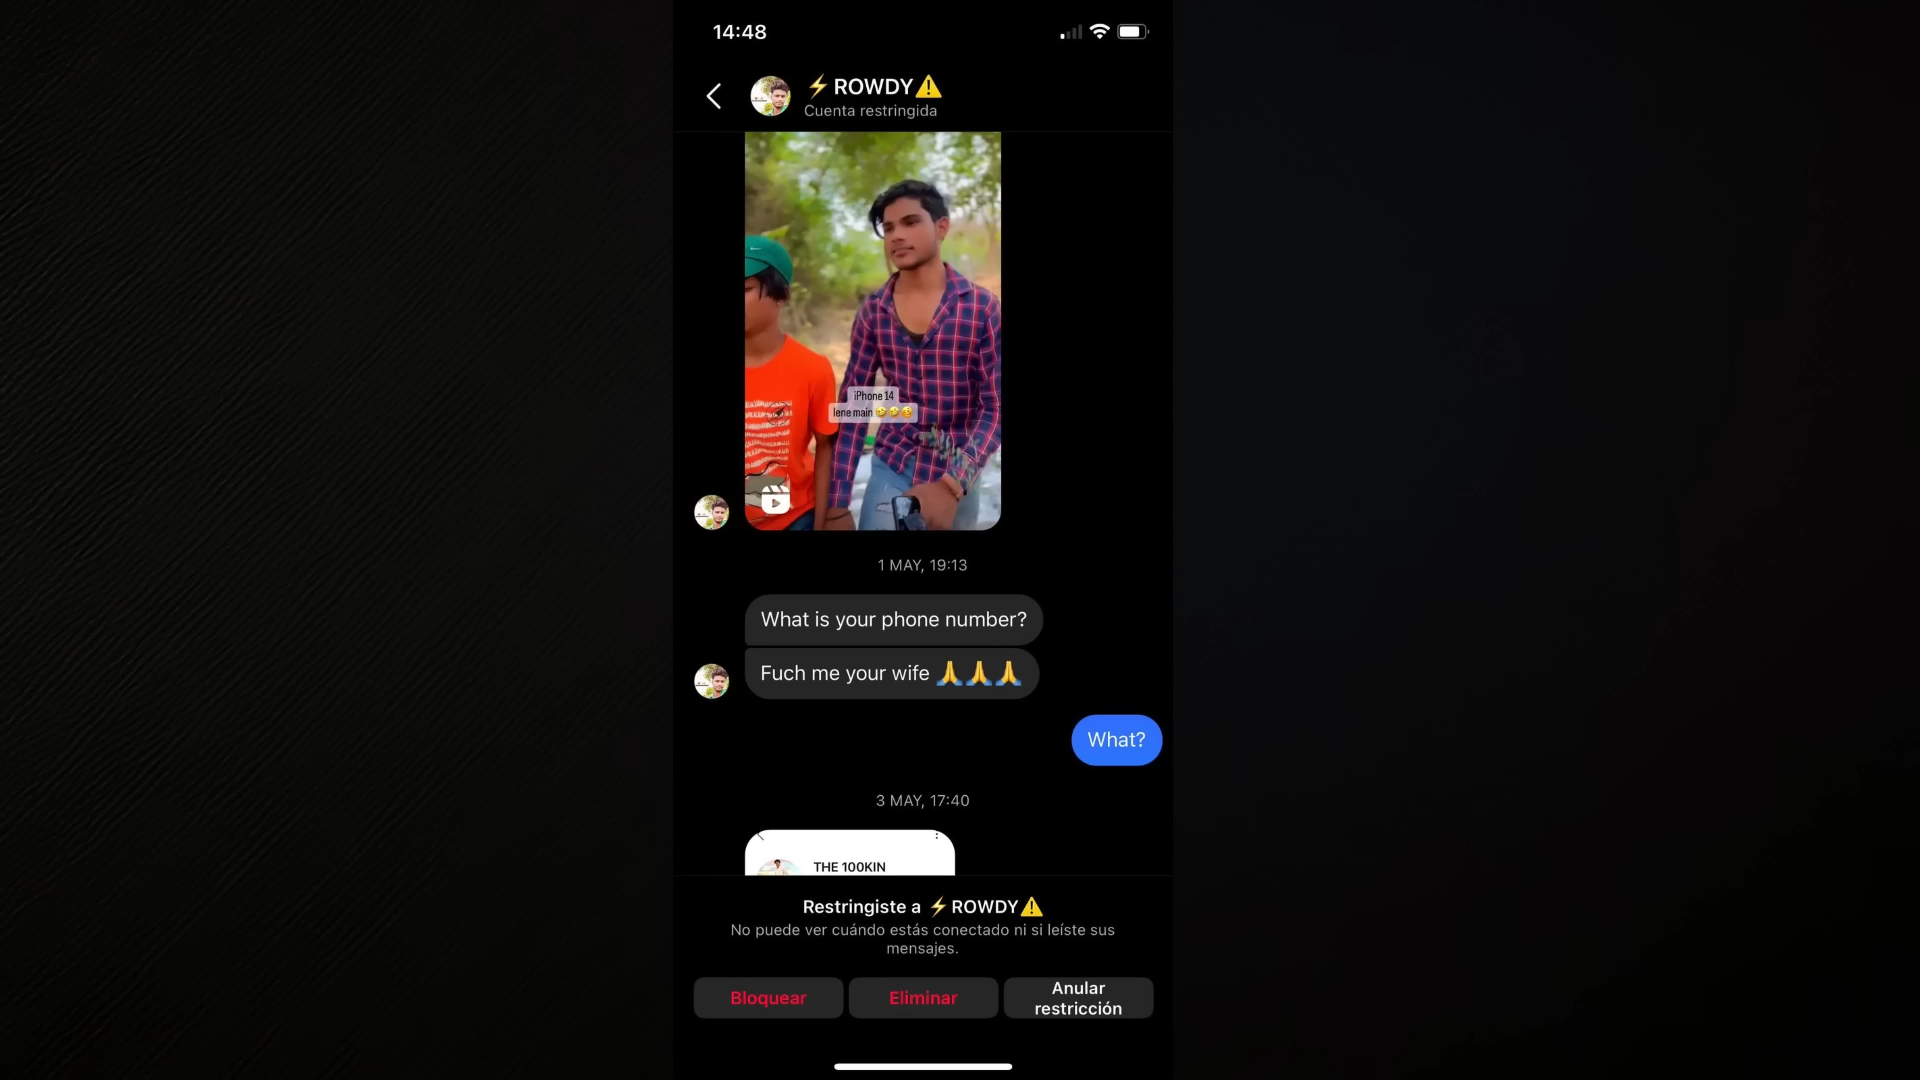 14:48
⚡ROWDY⚠️
Cuenta restringida
iPhone 14
lene main 🤣🤣🥴
1 MAY, 19:13
What is your phone number?
Fuch me your wife 🙏🙏🙏
What?
3 MAY, 17:40
THE 100KIN
Restringiste a ⚡ROWDY⚠️
No puede ver cuándo estás conectado ni si leíste sus
mensajes.
Bloquear
Eliminar
Anular
restricción